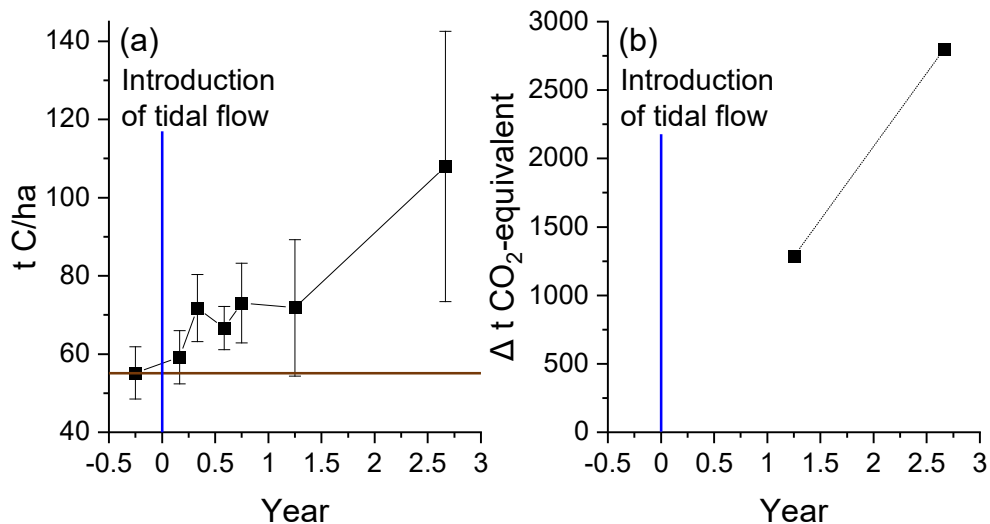 (a)
Introduction
of tidal flow
t C/ha
140
120
100
80
60
40
-0.5 0 0.5 1 1.5 2 2.5 3
Year
(b)
Introduction
of tidal flow
Δ t CO₂-equivalent
3000
2500
2000
1500
1000
500
0
-0.5 0 0.5 1 1.5 2 2.5 3
Year